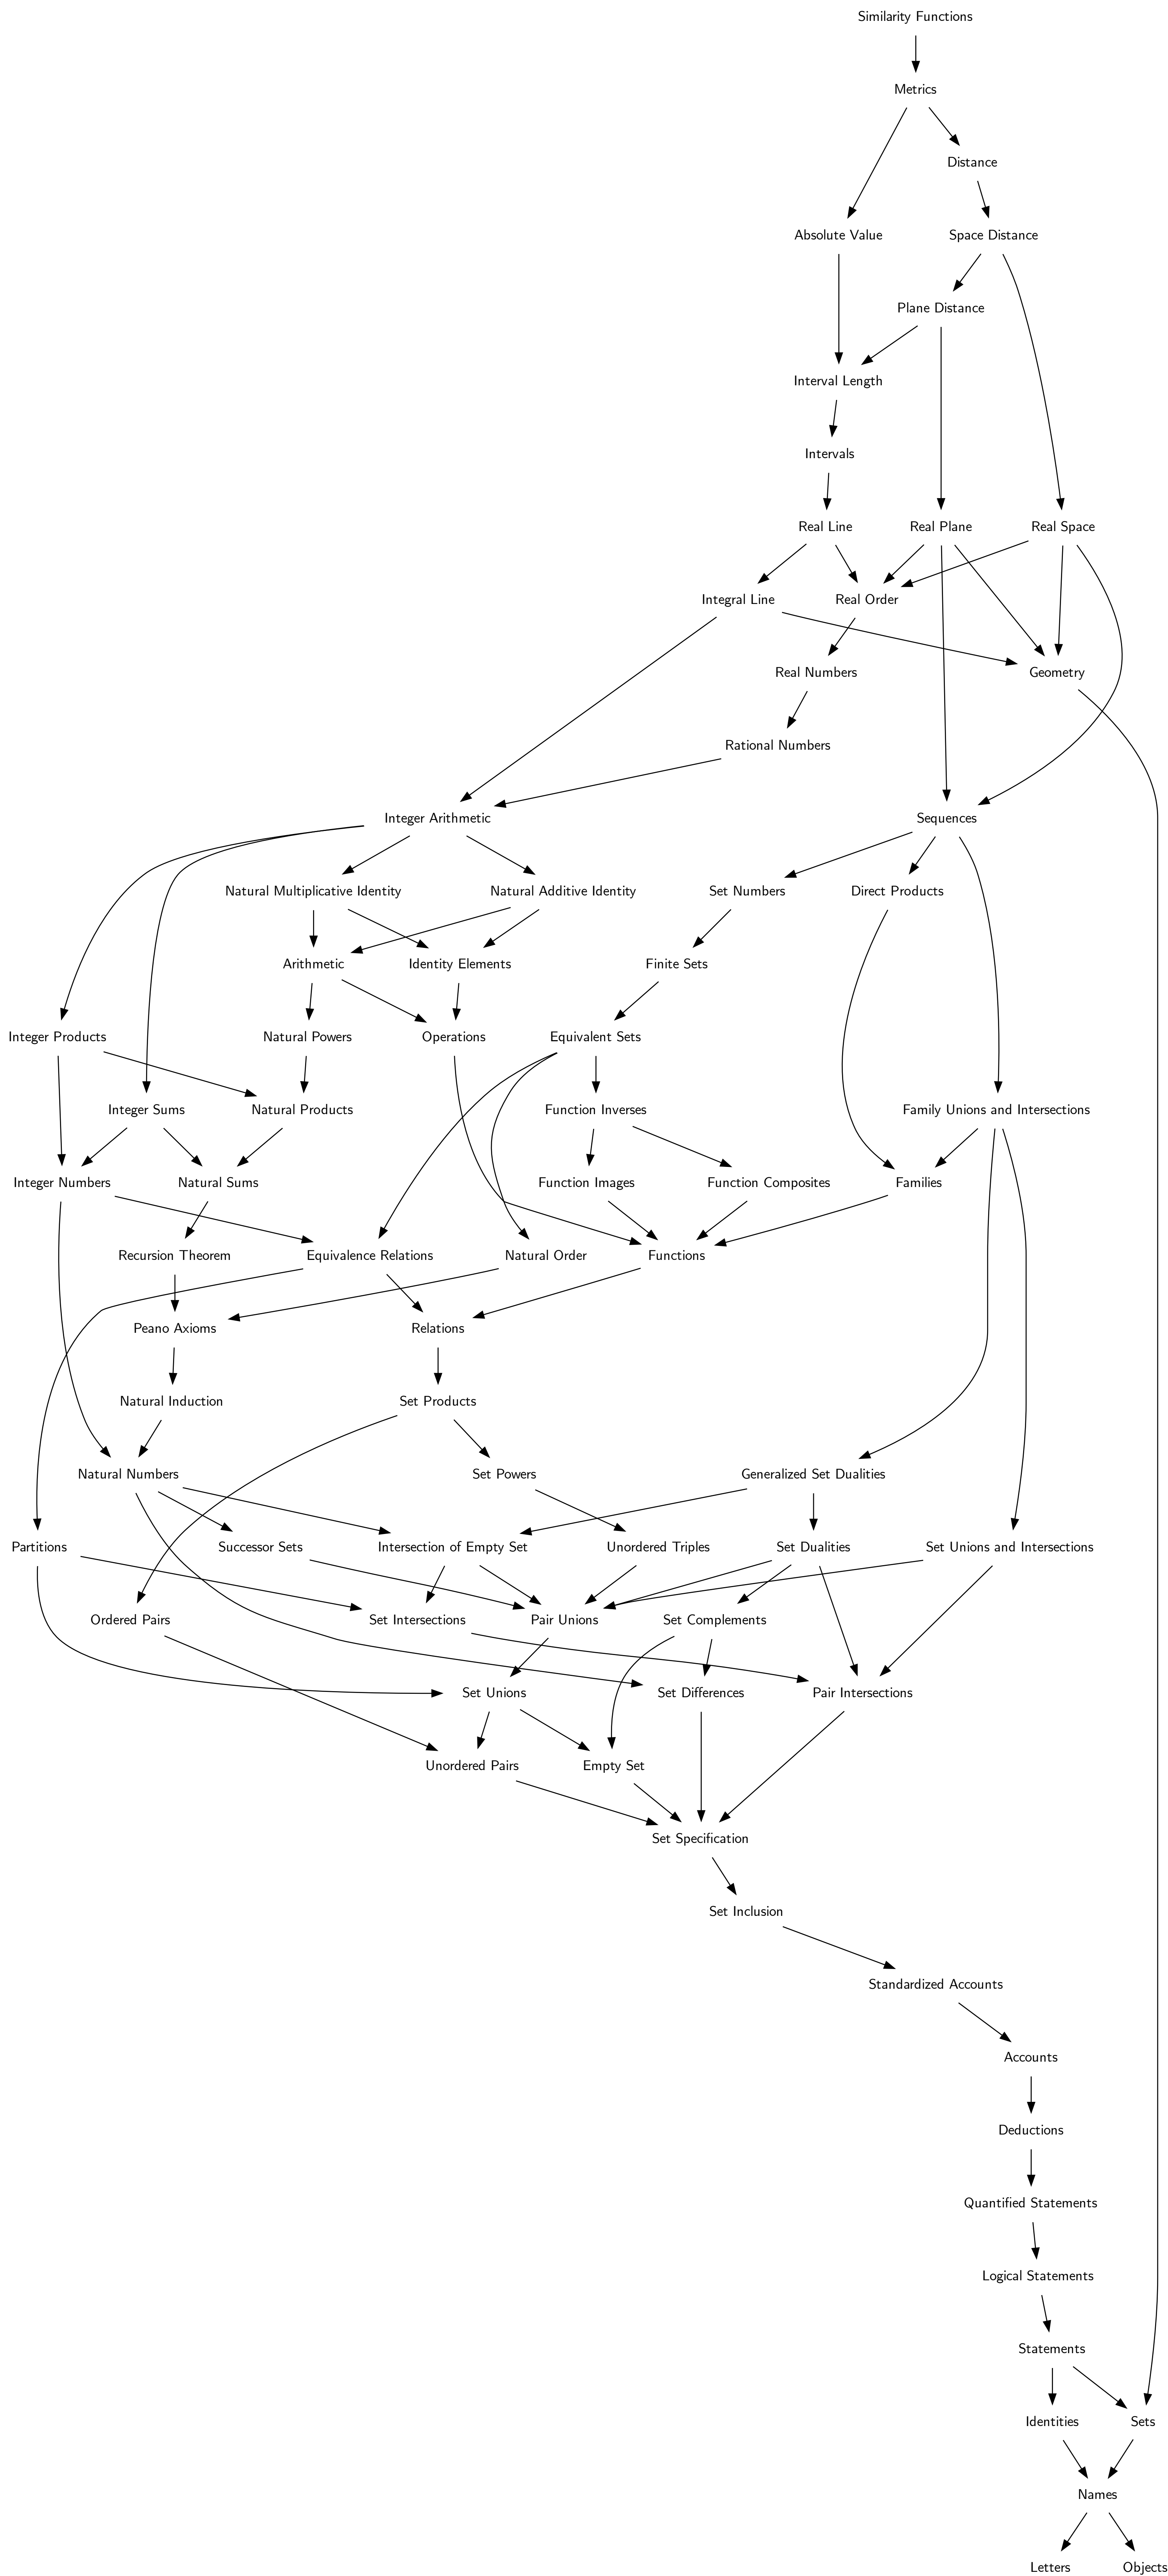 Similarity Functions
Metrics
Distance
Absolute Value
Space Distance
Plane Distance
Interval Length
Intervals
Real Line
Real Plane
Real Space
Integral Line
Real Order
Real Numbers
Geometry
Rational Numbers
Integer Arithmetic
Sequences
Natural Multiplicative Identity
Natural Additive Identity
Set Numbers
Direct Products
Arithmetic
Identity Elements
Finite Sets
Integer Products
Natural Powers
Operations
Equivalent Sets
Integer Sums
Natural Products
Function Inverses
Family Unions and Intersections
Integer Numbers
Natural Sums
Function Images
Function Composites
Families
Recursion Theorem
Equivalence Relations
Natural Order
Functions
Peano Axioms
Relations
Natural Induction
Set Products
Natural Numbers
Set Powers
Generalized Set Dualities
Partitions
Successor Sets
Intersection of Empty Set
Unordered Triples
Set Dualities
Set Unions and Intersections
Ordered Pairs
Set Intersections
Pair Unions
Set Complements
Set Unions
Set Differences
Pair Intersections
Unordered Pairs
Empty Set
Set Specification
Set Inclusion
Standardized Accounts
Accounts
Deductions
Quantified Statements
Logical Statements
Statements
Identities
Sets
Names
Letters
Objects